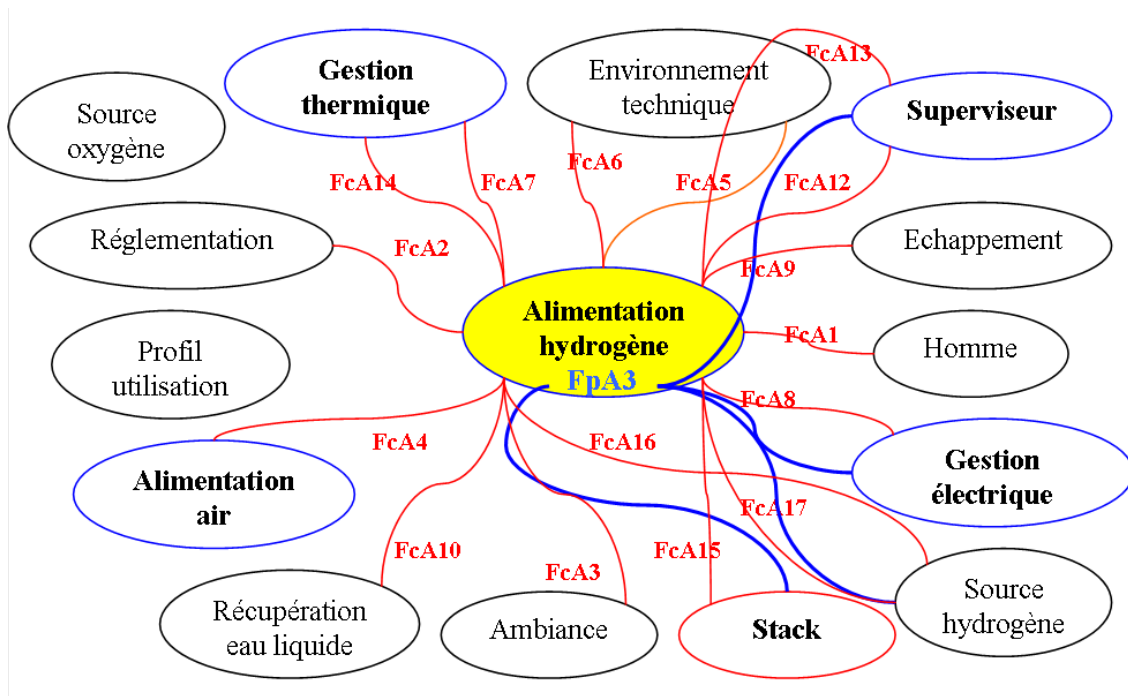 Gestion
thermique
Environnement
technique
FcA13
Superviseur
Source
oxygène
FcA14
FcA7
FcA6
FcA5
FcA12
Réglementation
FcA2
FcA9
Echappement
Alimentation
hydrogène
FpA3
FcA1
Homme
Profil
utilisation
FcA8
FcA4
FcA16
Gestion
électrique
Alimentation
air
FcA17
FcA10
FcA3
FcA15
Récupération
eau liquide
Ambiance
Stack
Source
hydrogène